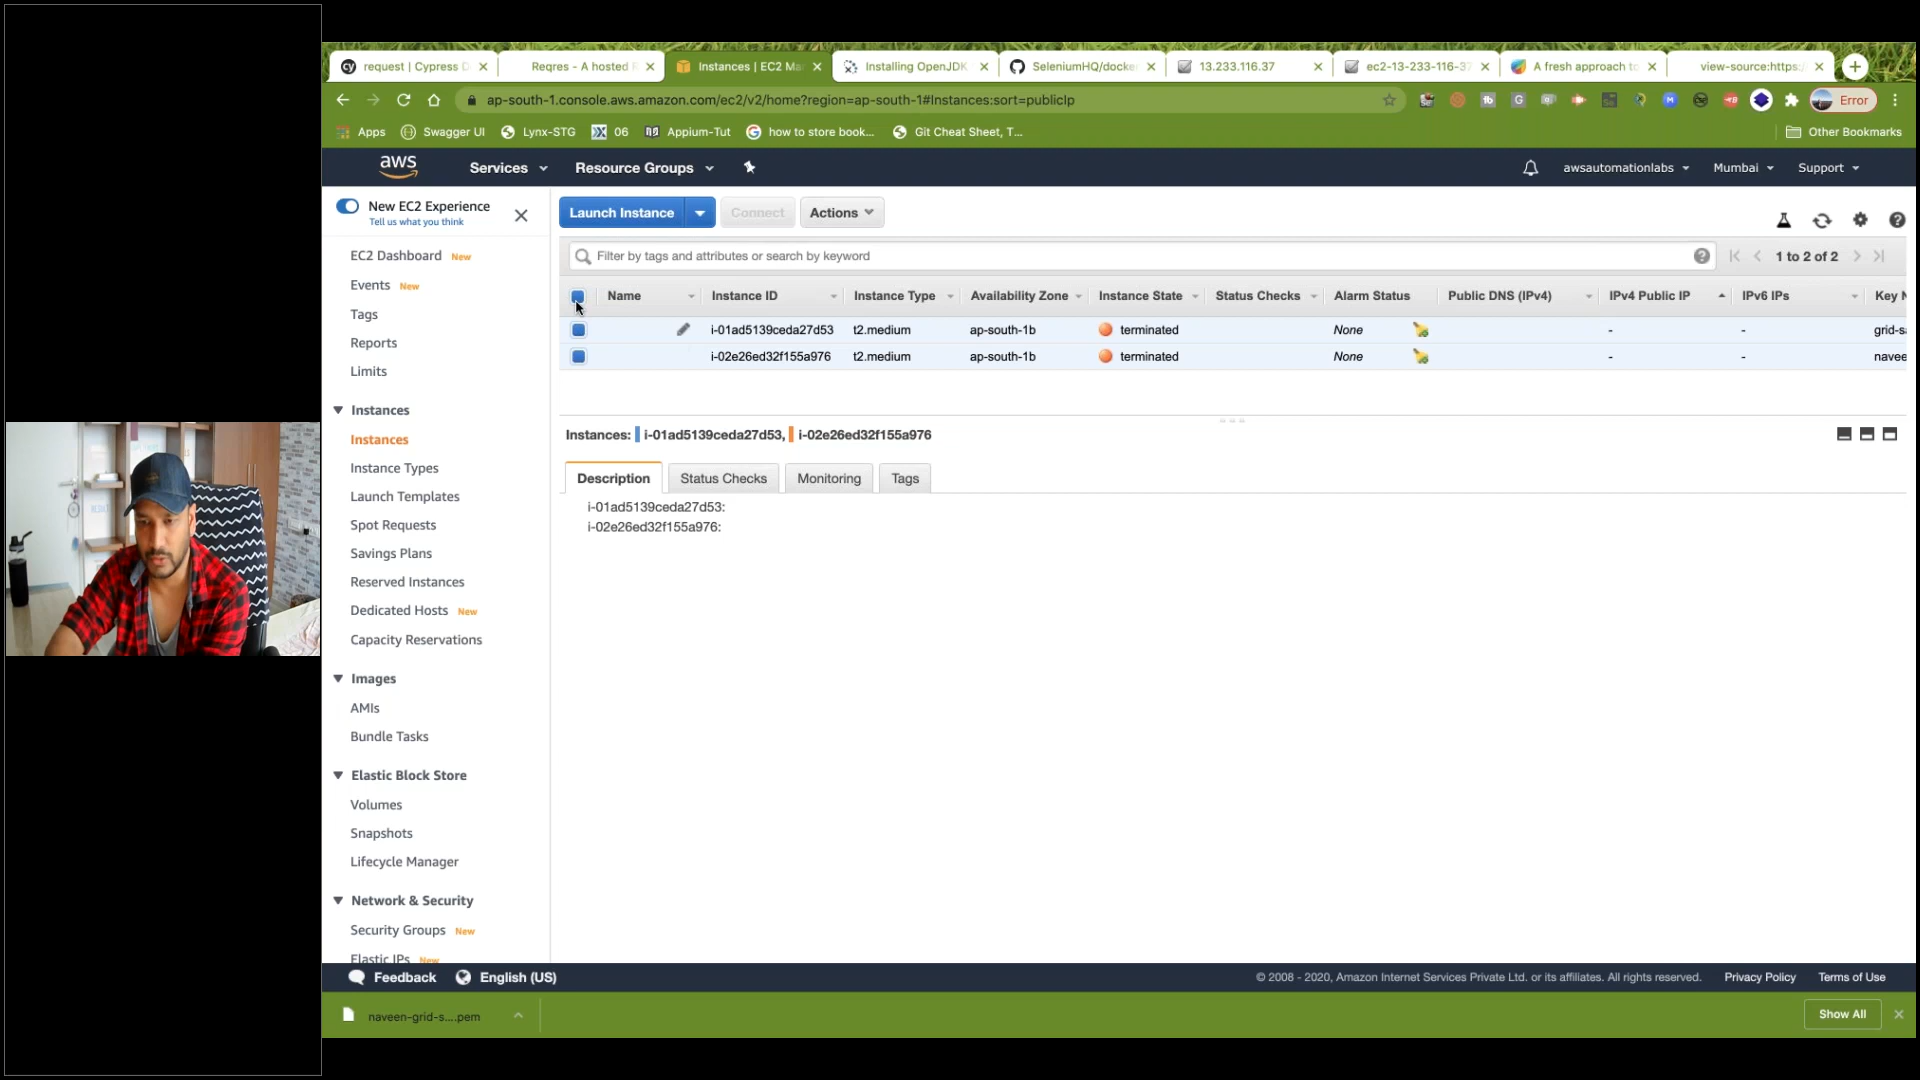 request | Cypress D
Reqres - A hosted R
Instances | EC2 Ma
Installing OpenJDK
SeleniumHQ/docke
13.233.116.37
ec2-13-233-116-37
A fresh approach to
view-source:https:/
ap-south-1.console.aws.amazon.com/ec2/v2/home?region=ap-south-1#Instances:sort=publicIp
Error
Apps
Swagger UI
Lynx-STG
06
Appium-Tut
how to store book...
Git Cheat Sheet, T...
Other Bookmarks
aws
Services
Resource Groups
awsautomationlabs
Mumbai
Support
New EC2 Experience
Tell us what you think
EC2 Dashboard New
Events New
Tags
Reports
Limits
Instances
Instances
Instance Types
Launch Templates
Spot Requests
Savings Plans
Reserved Instances
Dedicated Hosts New
Capacity Reservations
Images
AMIs
Bundle Tasks
Elastic Block Store
Volumes
Snapshots
Lifecycle Manager
Network & Security
Security Groups New
Elastic IPs New
Launch Instance
Connect
Actions
Filter by tags and attributes or search by keyword
1 to 2 of 2
Name Instance ID Instance Type Availability Zone Instance State Status Checks Alarm Status Public DNS (IPv4) IPv4 Public IP IPv6 IPs Key N
i-01ad5139ceda27d53 t2.medium ap-south-1b terminated None - - grid-s
i-02e26ed32f155a976 t2.medium ap-south-1b terminated None - - navee
Instances: i-01ad5139ceda27d53, i-02e26ed32f155a976
Description
Status Checks
Monitoring
Tags
i-01ad5139ceda27d53:
i-02e26ed32f155a976:
Feedback
English (US)
© 2008 - 2020, Amazon Internet Services Private Ltd. or its affiliates. All rights reserved.
Privacy Policy
Terms of Use
naveen-grid-s....pem
Show All